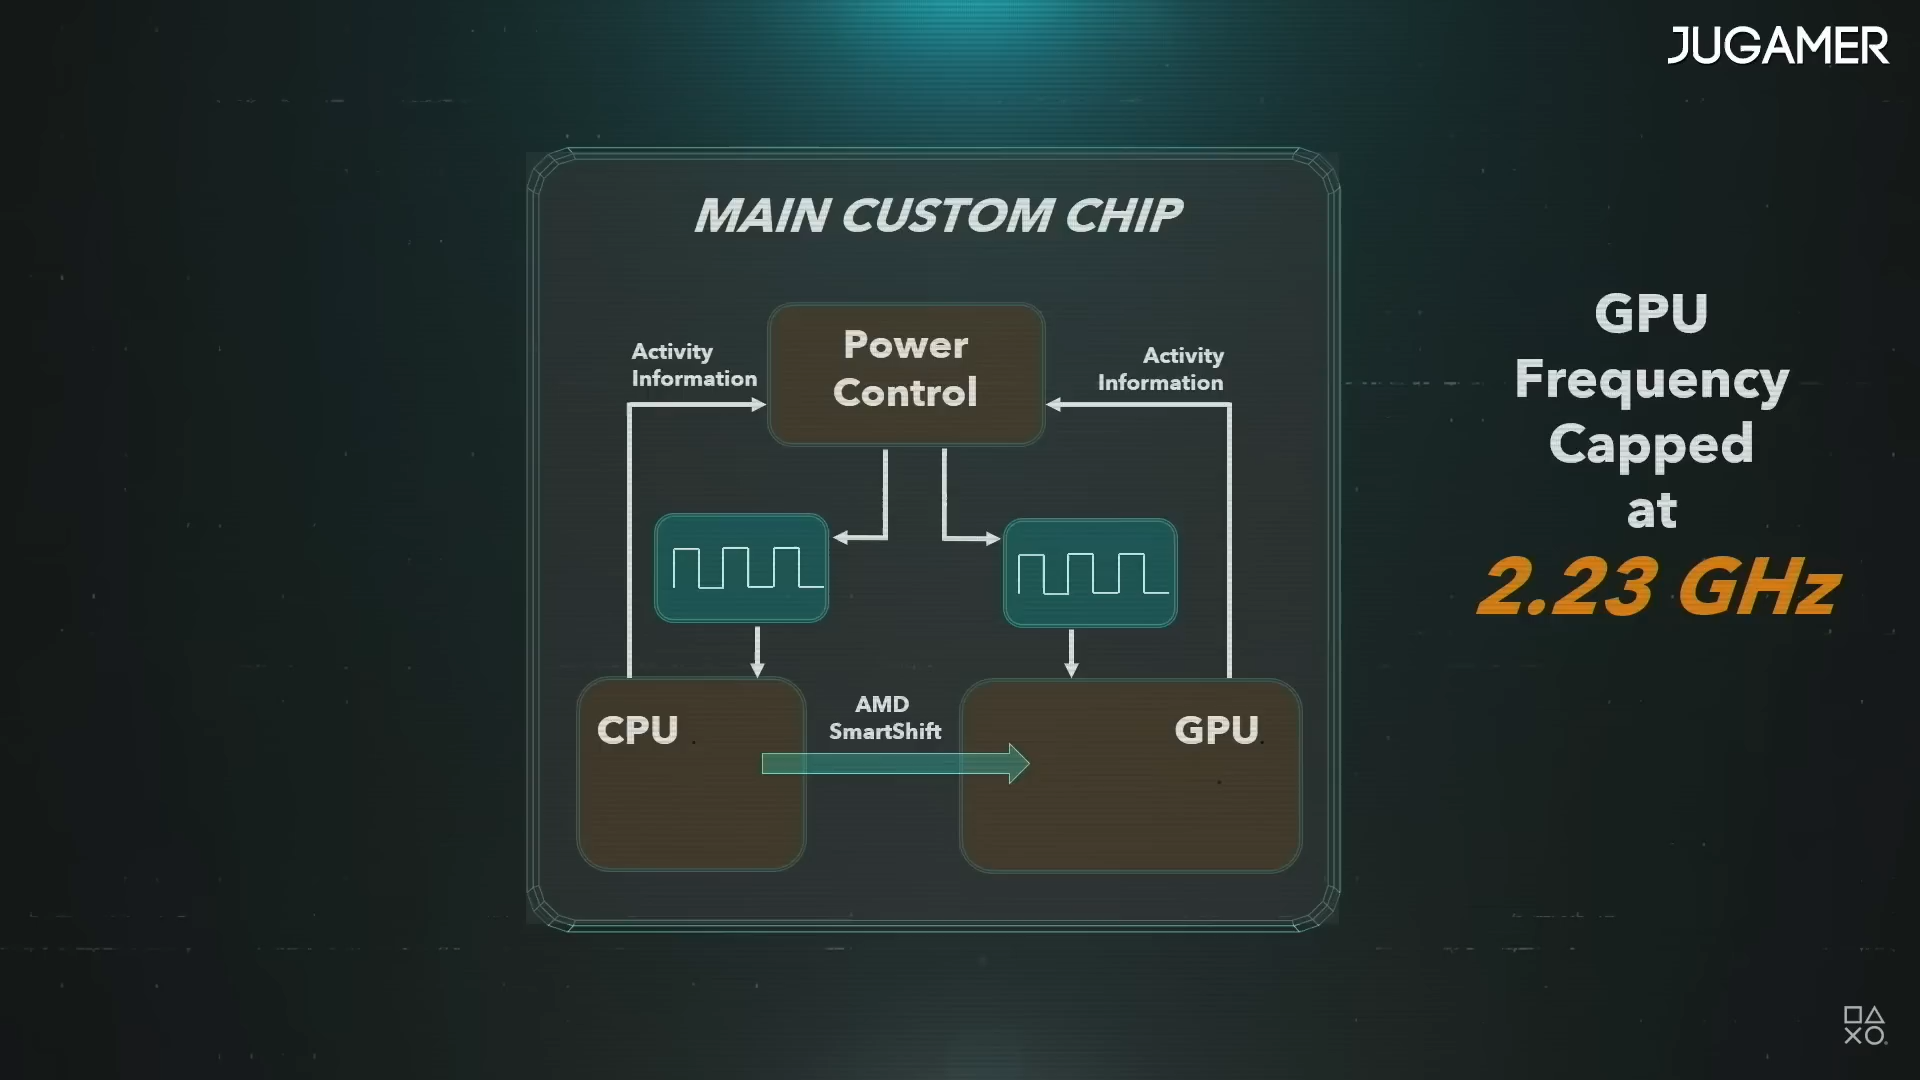 JUGAMER
MAIN CUSTOM CHIP
Power
Control
Activity
Information
Activity
Information
CPU
AMD
SmartShift
GPU
GPU
Frequency
Capped
at
2.23 GHz